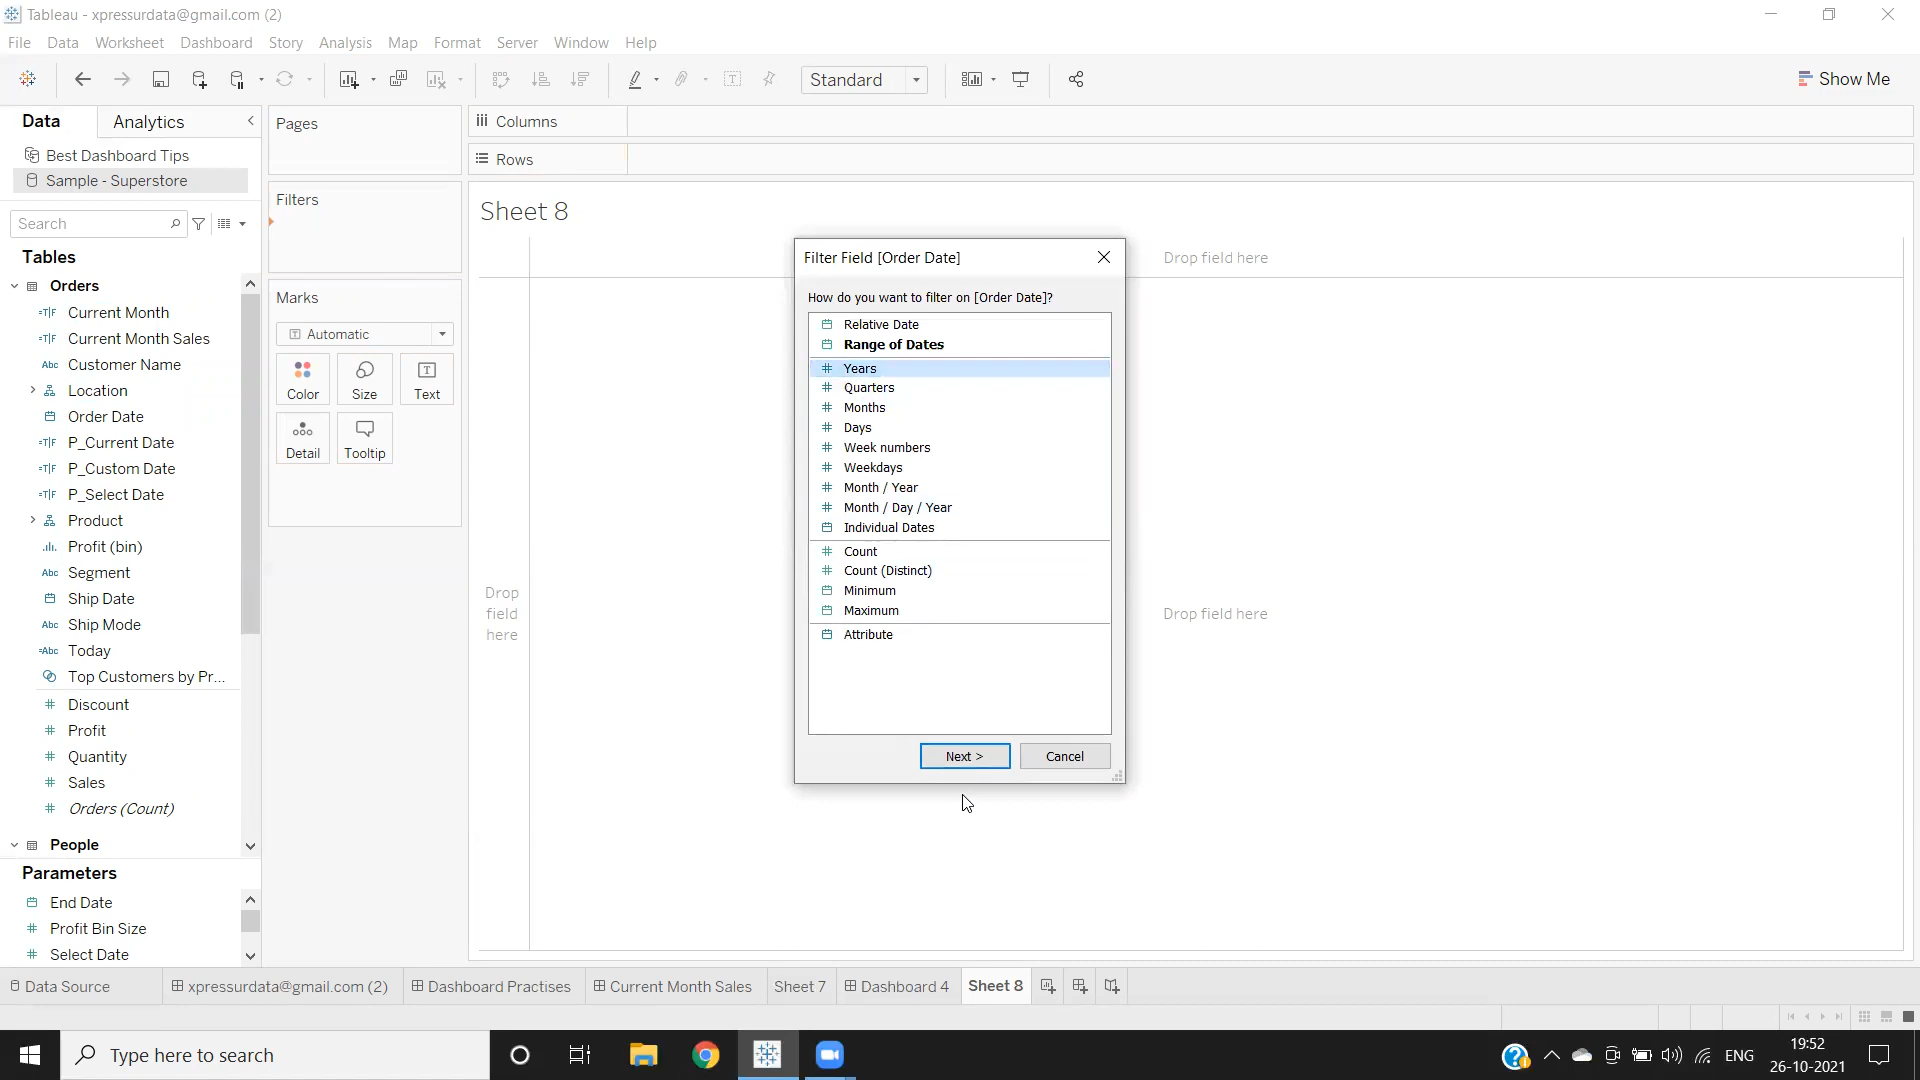 Tableau - xpressurdata@gmail.com (2)
File Data Worksheet Dashboard Story Analysis Map Format Server Window Help
Standard
Show Me
Data Analytics
Best Dashboard Tips
Sample - Superstore
Search
Tables
Orders
Current Month
Current Month Sales
Abc Customer Name
Location
Order Date
P_Current Date
P_Custom Date
P_Select Date
Product
Profit (bin)
Abc Segment
Ship Date
Abc Ship Mode
=Abc Today
Top Customers by Pr...
Discount
Profit
Quantity
Sales
Orders (Count)
People
Parameters
End Date
Profit Bin Size
Select Date
Pages
Filters
Marks
Automatic
Color Size Text
Detail Tooltip
Columns
Rows
Sheet 8
Drop field here
Drop
field
here
Drop field here
Filter Field [Order Date]
How do you want to filter on [Order Date]?
Relative Date
Range of Dates
Years
Quarters
Months
Days
Week numbers
Weekdays
Month / Year
Month / Day / Year
Individual Dates
Count
Count (Distinct)
Minimum
Maximum
Attribute
Next > Cancel
Data Source xpressurdata@gmail.com (2) Dashboard Practises Current Month Sales Sheet 7 Dashboard 4 Sheet 8
Type here to search
ENG
19:52
26-10-2021